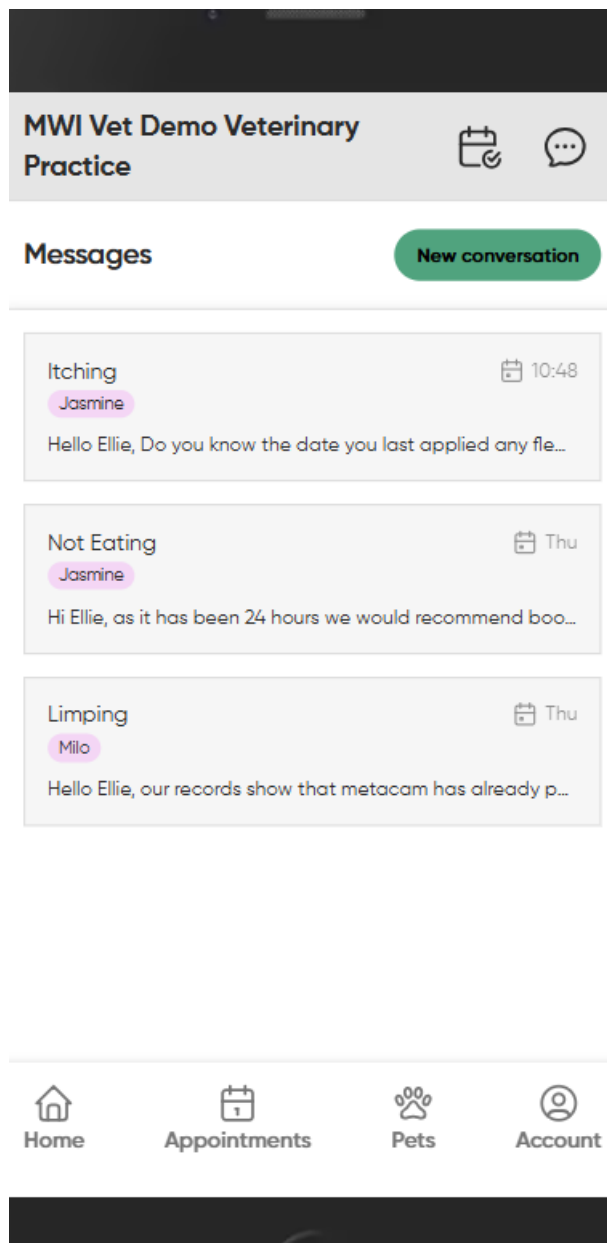 MWI Vet Demo Veterinary
Practice
Messages
New conversation
Itching
10:48
Jasmine
Hello Ellie, Do you know the date you last applied any fle...
Not Eating
Thu
Jasmine
Hi Ellie, as it has been 24 hours we would recommend boo...
Limping
Thu
Milo
Hello Ellie, our records show that metacam has already p...
1
Home
Appointments
Pets
Account